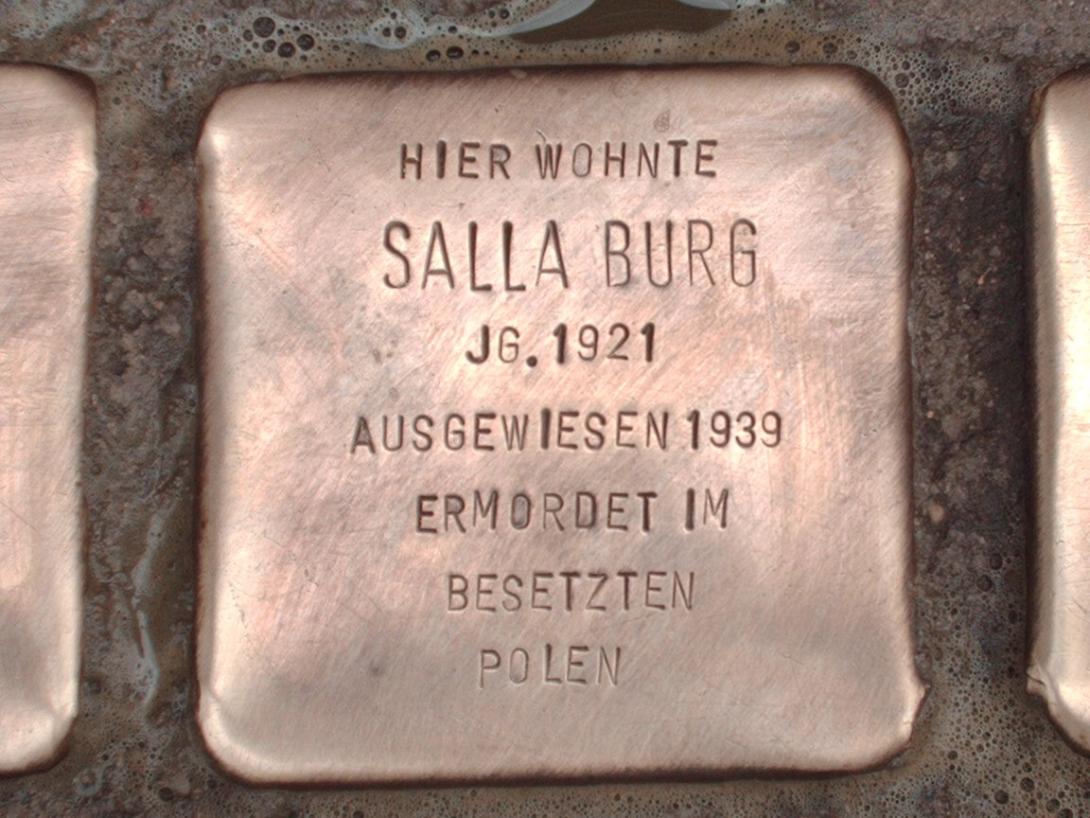 HIER WOHNTE
SALLA BURG
JG. 1921
AUSGEWIESEN 1939
ERMORDET IM
BESETZTEN
POLEN